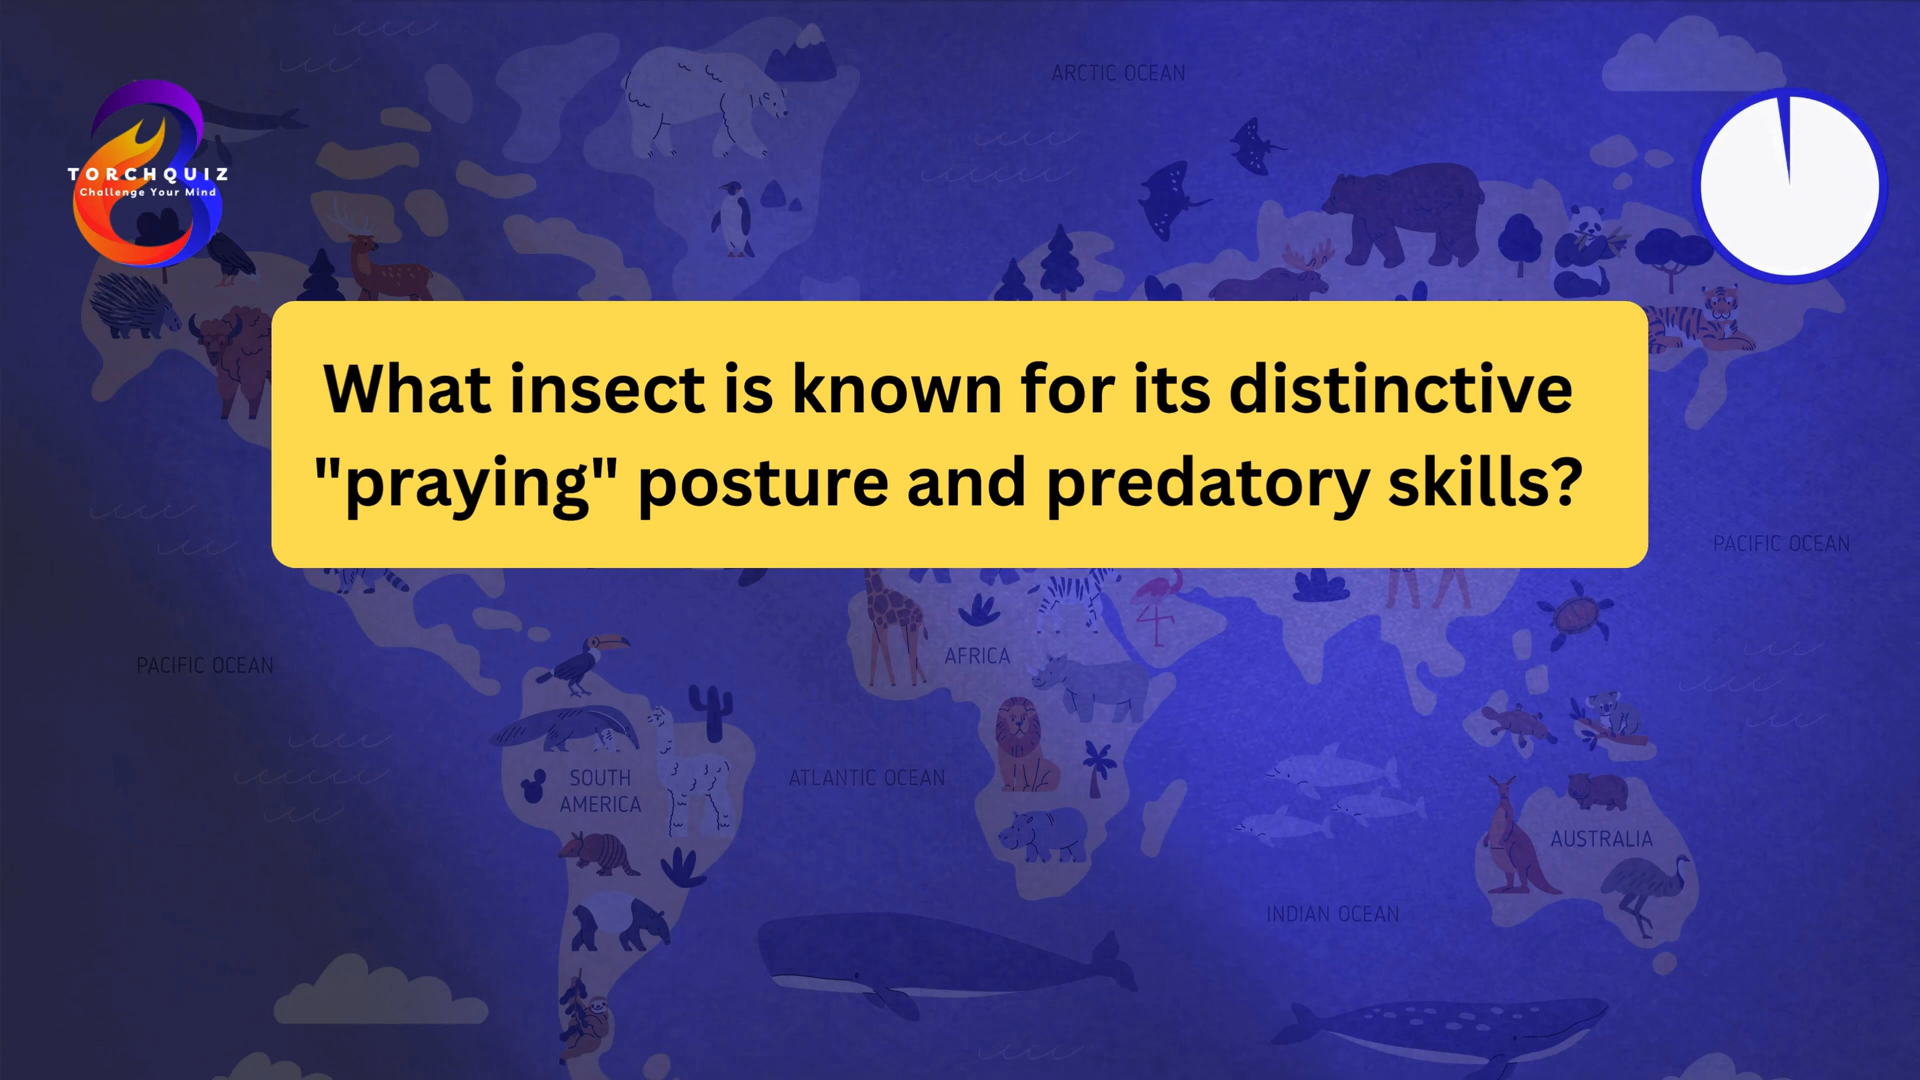 ARCTIC OCEAN
TORCHQUIZ
Challenge Your Mind
What insect is known for its distinctive
"praying" posture and predatory skills?
PACIFIC OCEAN
AFRICA
PACIFIC OCEAN
SOUTH
AMERICA
ATLANTIC OCEAN
AUSTRALIA
INDIAN OCEAN